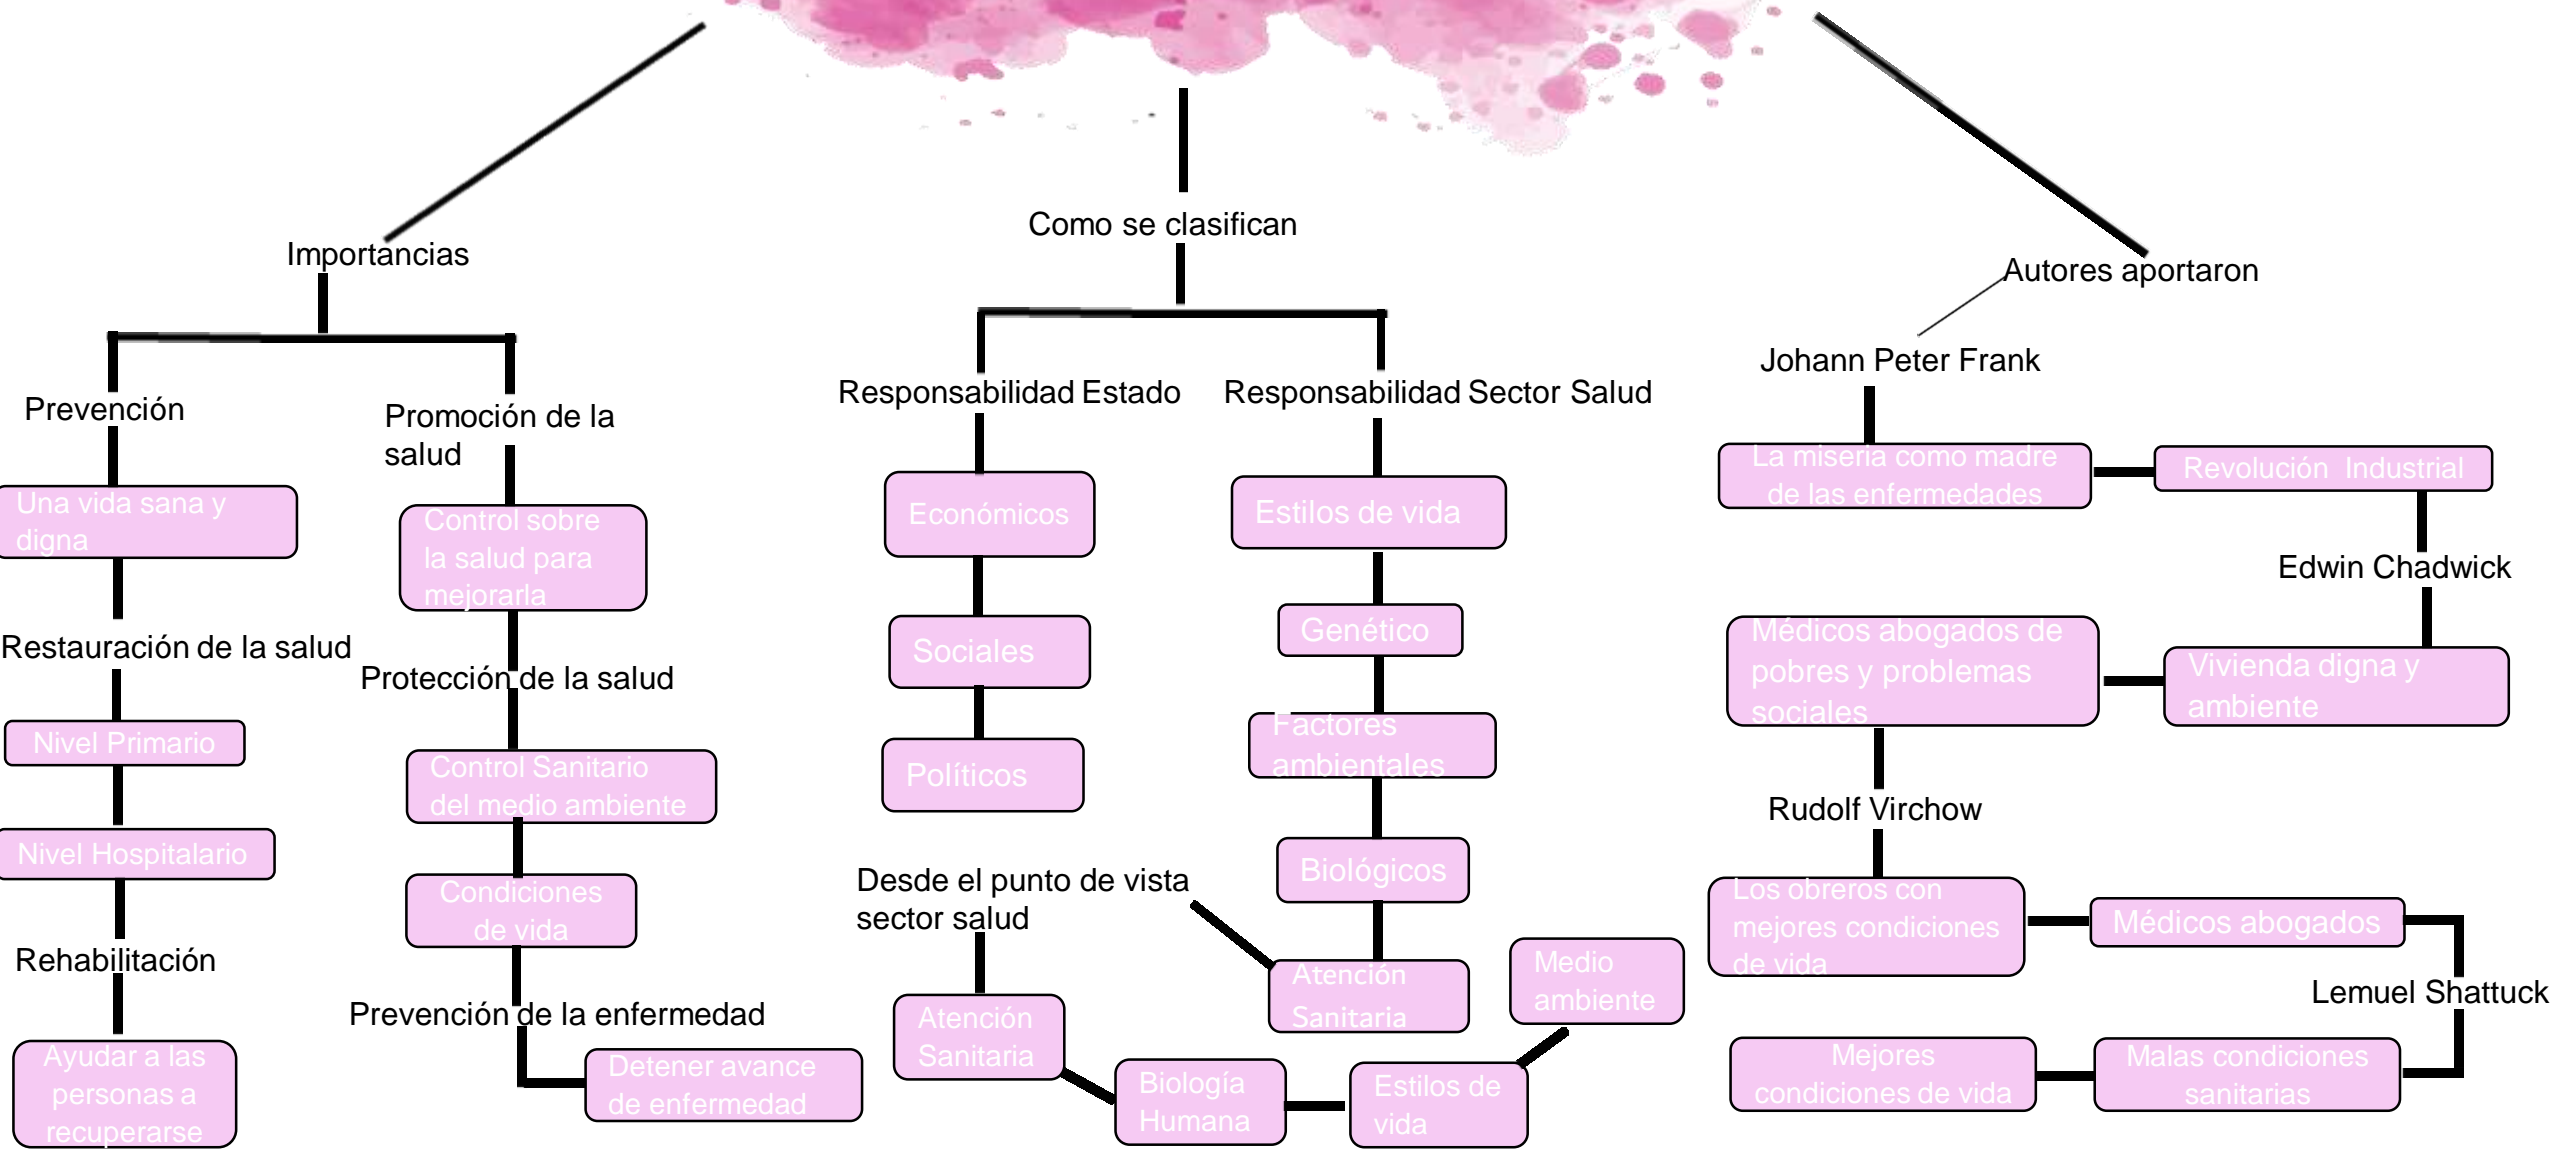 Importancias
Prevención
Una vida sana y
digna
Restauración de la salud
Nivel Primario
Nivel Hospitalario
Rehabilitación
Ayudar a las
personas a
recuperarse
Promoción de la
salud
Control sobre
la salud para
mejorarla
Protección de la salud
Control Sanitario
del medio ambiente
Condiciones
de vida
Prevención de la enfermedad
Detener avance
de enfermedad
Como se clasifican
Responsabilidad Estado
Económicos
Sociales
Políticos
Responsabilidad Sector Salud
Estilos de vida
Genético
Factores
ambientales
Biológicos
Atención
Sanitaria
Desde el punto de vista
sector salud
Atención
Sanitaria
Biología
Humana
Estilos de
vida
Medio
ambiente
Autores aportaron
Johann Peter Frank
La miseria como madre
de las enfermedades
Revolución Industrial
Edwin Chadwick
Vivienda digna y
ambiente
Médicos abogados de
pobres y problemas
sociales
Rudolf Virchow
Los obreros con
mejores condiciones
de vida
Médicos abogados
Lemuel Shattuck
Malas condiciones
sanitarias
Mejores
condiciones de vida